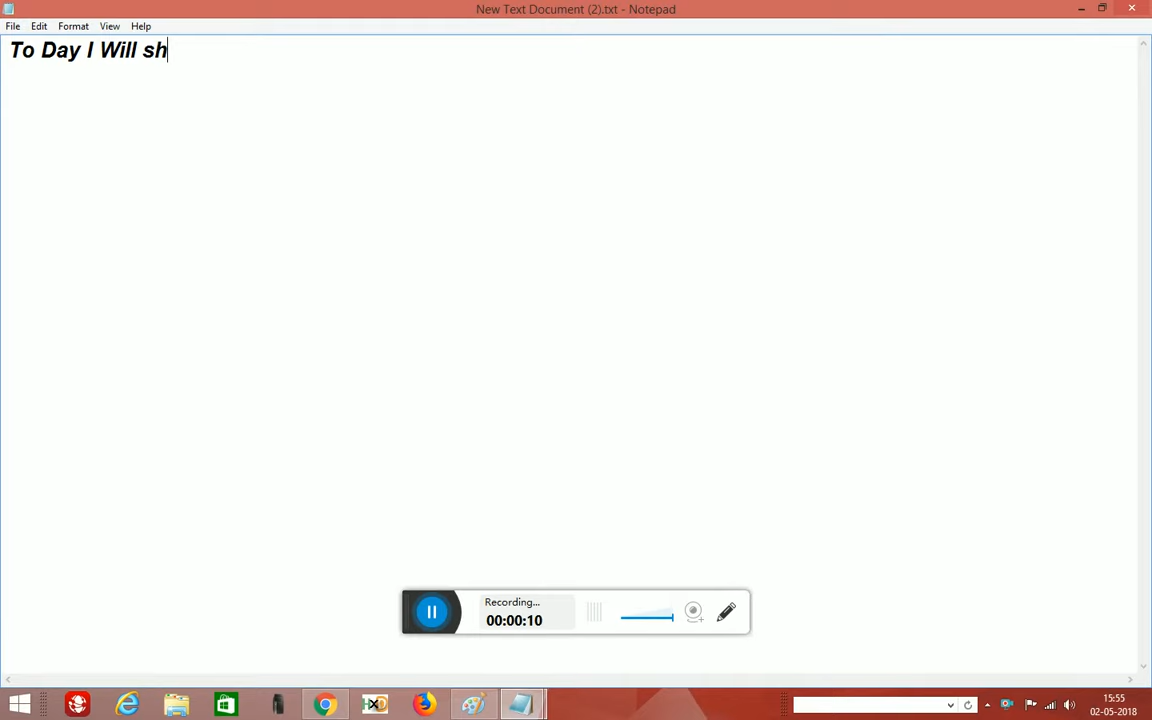 New Text Document (2).txt - Notepad
File Edit Format View Help
To Day I Will sh
Recording...
00:00:10
15:55
02-05-2018